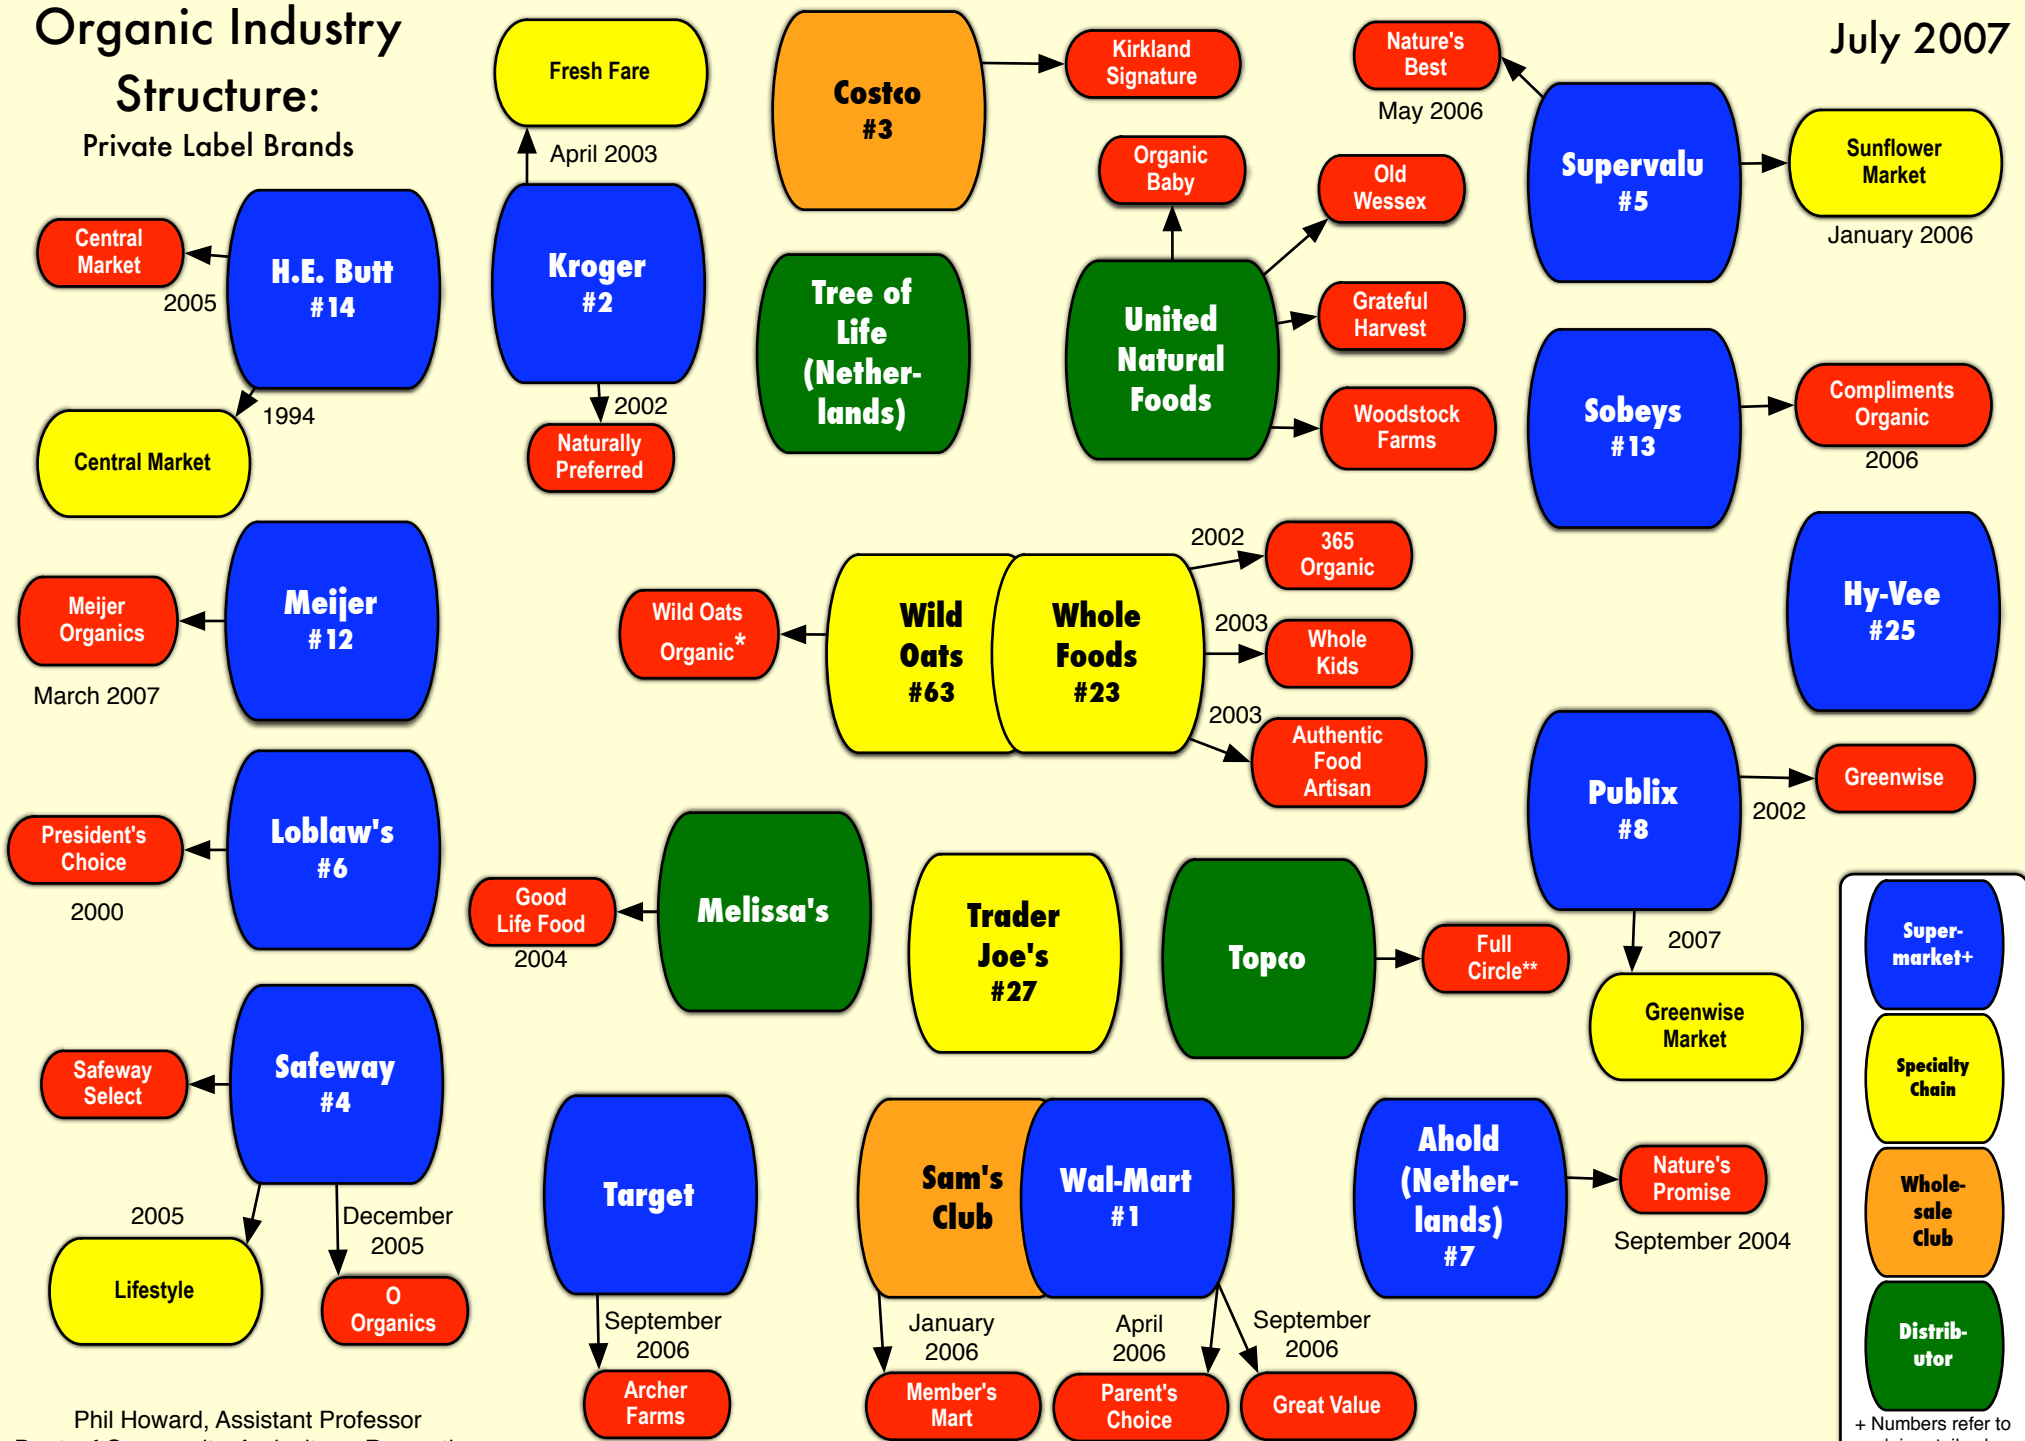 Organic Industry
Structure:
Private Label Brands
July 2007
Fresh Fare
April 2003
Kroger
#2
2002
Naturally
Preferred
Costco
#3
Kirkland
Signature
Nature's
Best
May 2006
Supervalu
#5
Sunflower
Market
January 2006
Central
Market
2005
H.E. Butt
#14
1994
Central Market
Tree of
Life
(Nether-
lands)
Organic
Baby
Old
Wessex
United
Natural
Foods
Grateful
Harvest
Woodstock
Farms
Sobeys
#13
Compliments
Organic
2006
Meijer
Organics
March 2007
Meijer
#12
Wild Oats
Organic*
Wild
Oats
#63
Whole
Foods
#23
2002
365
Organic
2003
Whole
Kids
2003
Authentic
Food
Artisan
Hy-Vee
#25
Publix
#8
2002
Greenwise
2007
Greenwise
Market
President's
Choice
2000
Loblaw's
#6
Good
Life Food
2004
Melissa's
Trader
Joe's
#27
Topco
Full
Circle**
Safeway
Select
Safeway
#4
2005
Lifestyle
December
2005
O
Organics
Target
September
2006
Archer
Farms
Sam's
Club
Wal-Mart
#1
January
2006
Member's
Mart
April
2006
Parent's
Choice
September
2006
Great Value
Ahold
(Nether-
lands)
#7
Nature's
Promise
September 2004
Super-
market+
Specialty
Chain
Whole-
sale
Club
Distrib-
utor
+ Numbers refer to
Phil Howard, Assistant Professor